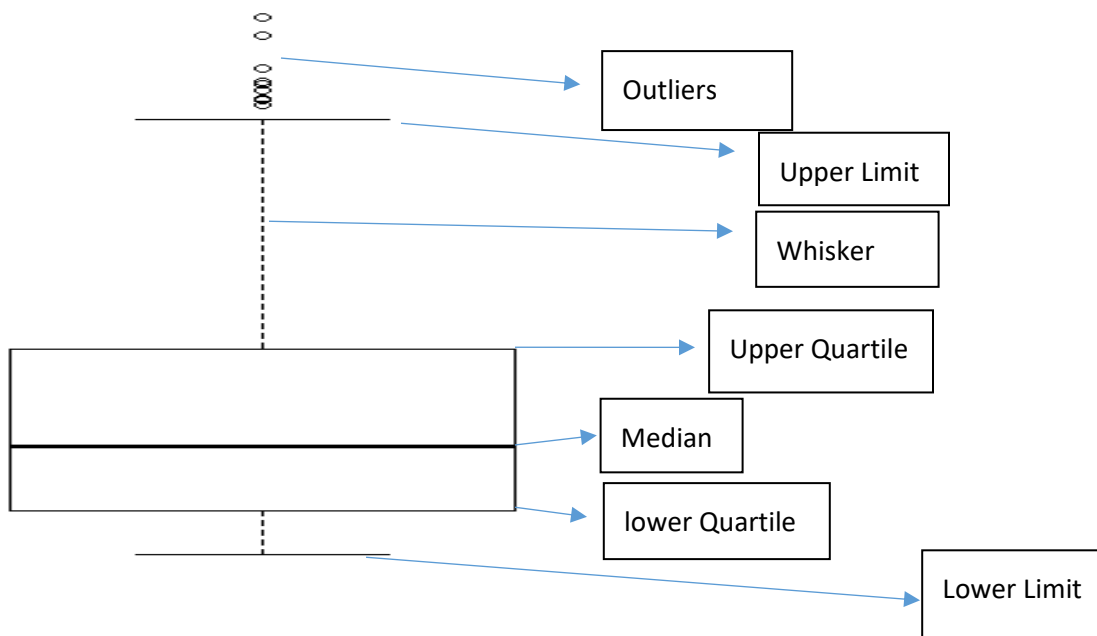 Outliers
Upper Limit
Whisker
Upper Quartile
Median
lower Quartile
Lower Limit